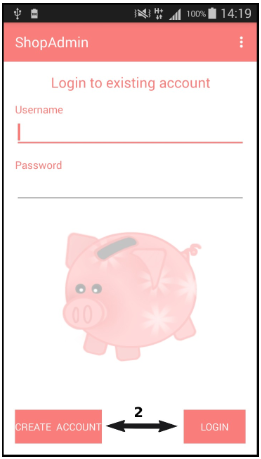 H+ 100% 14:19
ShopAdmin
Login to existing account
Username
Password
2
CREATE ACCOUNT LOGIN